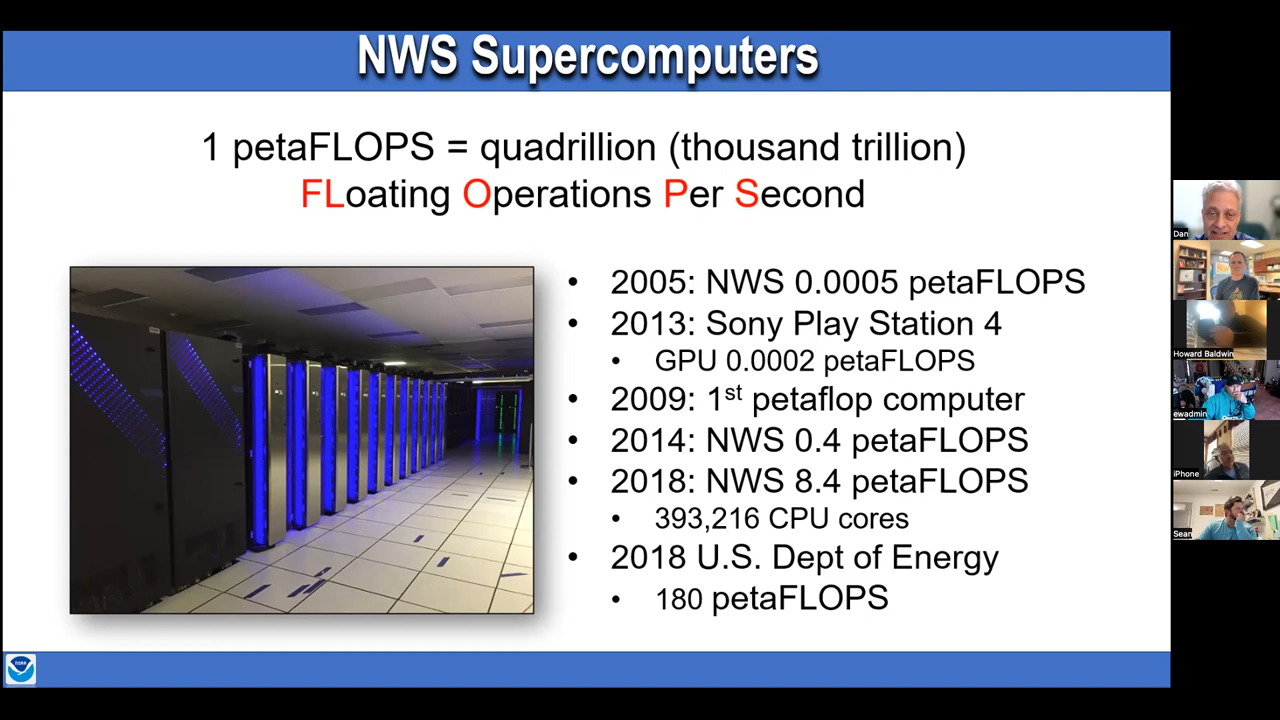 NWS Supercomputers
1 petaFLOPS = quadrillion (thousand trillion)
FLoating Operations Per Second
• 2005: NWS 0.0005 petaFLOPS
• 2013: Sony Play Station 4
• GPU 0.0002 petaFLOPS
• 2009: 1st petaflop computer
• 2014: NWS 0.4 petaFLOPS
• 2018: NWS 8.4 petaFLOPS
• 393,216 CPU cores
• 2018 U.S. Dept of Energy
• 180 petaFLOPS
NOAA
Dan
Howard Baldwin
ewadmin
iPhone
Sean